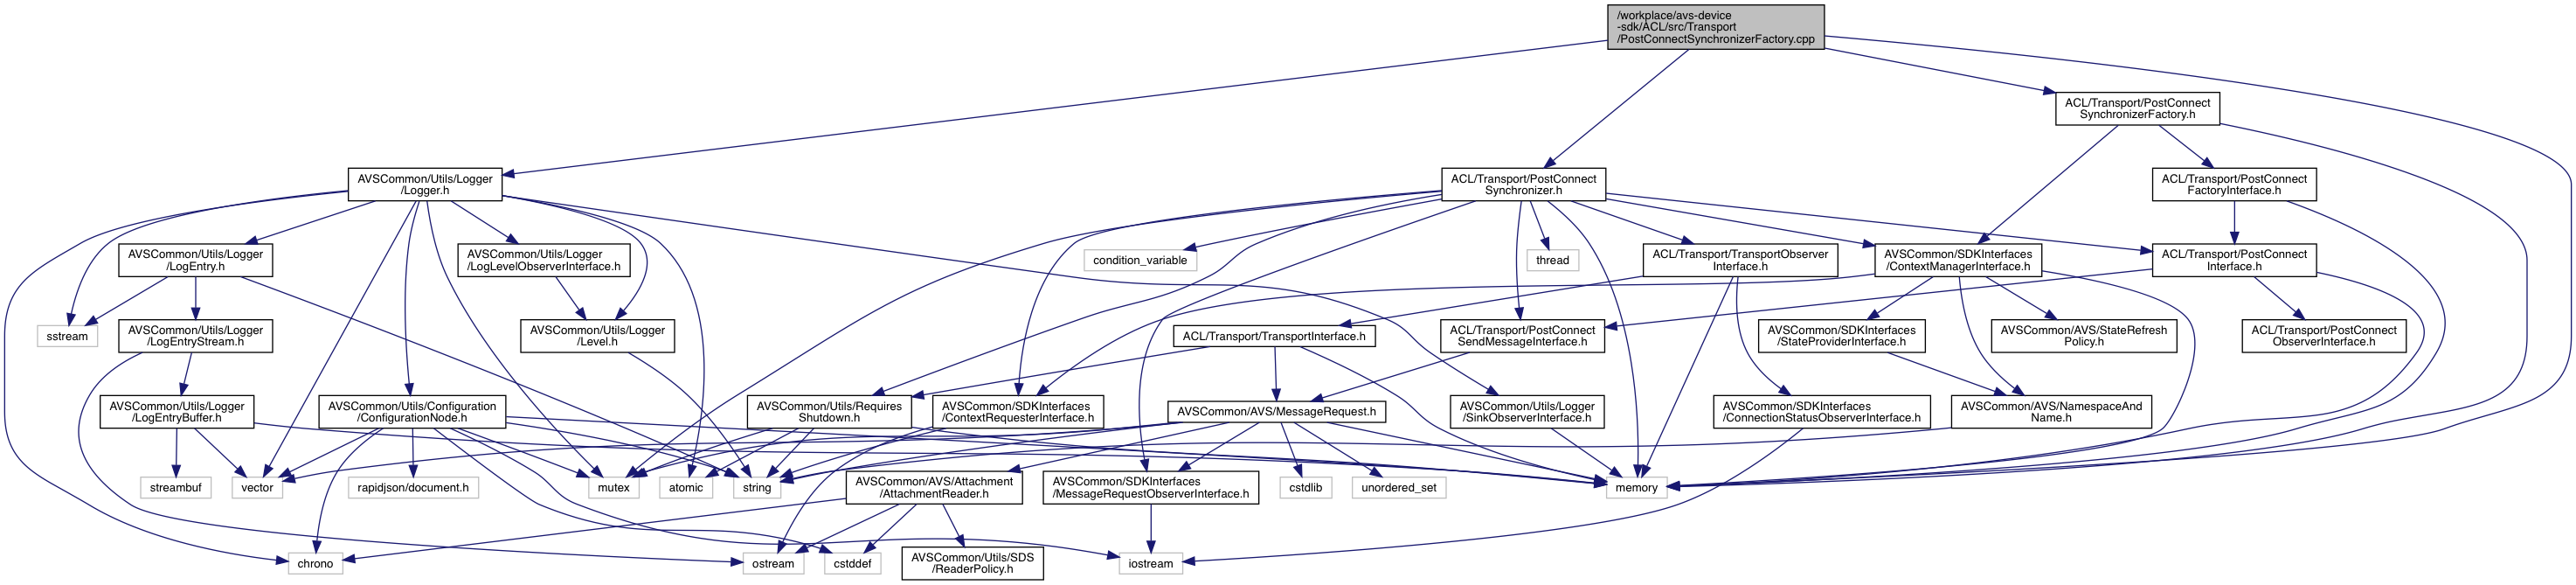 /workplace/avs-device
-sdk/ACL/src/Transport
/PostConnectSynchronizerFactory.cpp
ACL/Transport/PostConnect
SynchronizerFactory.h
AVSCommon/Utils/Logger
/Logger.h
ACL/Transport/PostConnect
Synchronizer.h
ACL/Transport/PostConnect
FactoryInterface.h
AVSCommon/Utils/Logger
/LogEntry.h
AVSCommon/Utils/Logger
/LogLevelObserverInterface.h
condition_variable
thread
ACL/Transport/TransportObserver
Interface.h
AVSCommon/SDKInterfaces
/ContextManagerInterface.h
ACL/Transport/PostConnect
Interface.h
sstream
AVSCommon/Utils/Logger
/LogEntryStream.h
AVSCommon/Utils/Logger
/Level.h
ACL/Transport/TransportInterface.h
ACL/Transport/PostConnect
SendMessageInterface.h
AVSCommon/SDKInterfaces
/StateProviderInterface.h
AVSCommon/AVS/StateRefresh
Policy.h
ACL/Transport/PostConnect
ObserverInterface.h
AVSCommon/Utils/Logger
/LogEntryBuffer.h
AVSCommon/Utils/Configuration
/ConfigurationNode.h
AVSCommon/Utils/Requires
Shutdown.h
AVSCommon/SDKInterfaces
/ContextRequesterInterface.h
AVSCommon/AVS/MessageRequest.h
AVSCommon/Utils/Logger
/SinkObserverInterface.h
AVSCommon/SDKInterfaces
/ConnectionStatusObserverInterface.h
AVSCommon/AVS/NamespaceAnd
Name.h
streambuf
vector
rapidjson/document.h
mutex
atomic
string
AVSCommon/AVS/Attachment
/AttachmentReader.h
AVSCommon/SDKInterfaces
/MessageRequestObserverInterface.h
cstdlib
unordered_set
memory
chrono
ostream
cstddef
AVSCommon/Utils/SDS
/ReaderPolicy.h
iostream